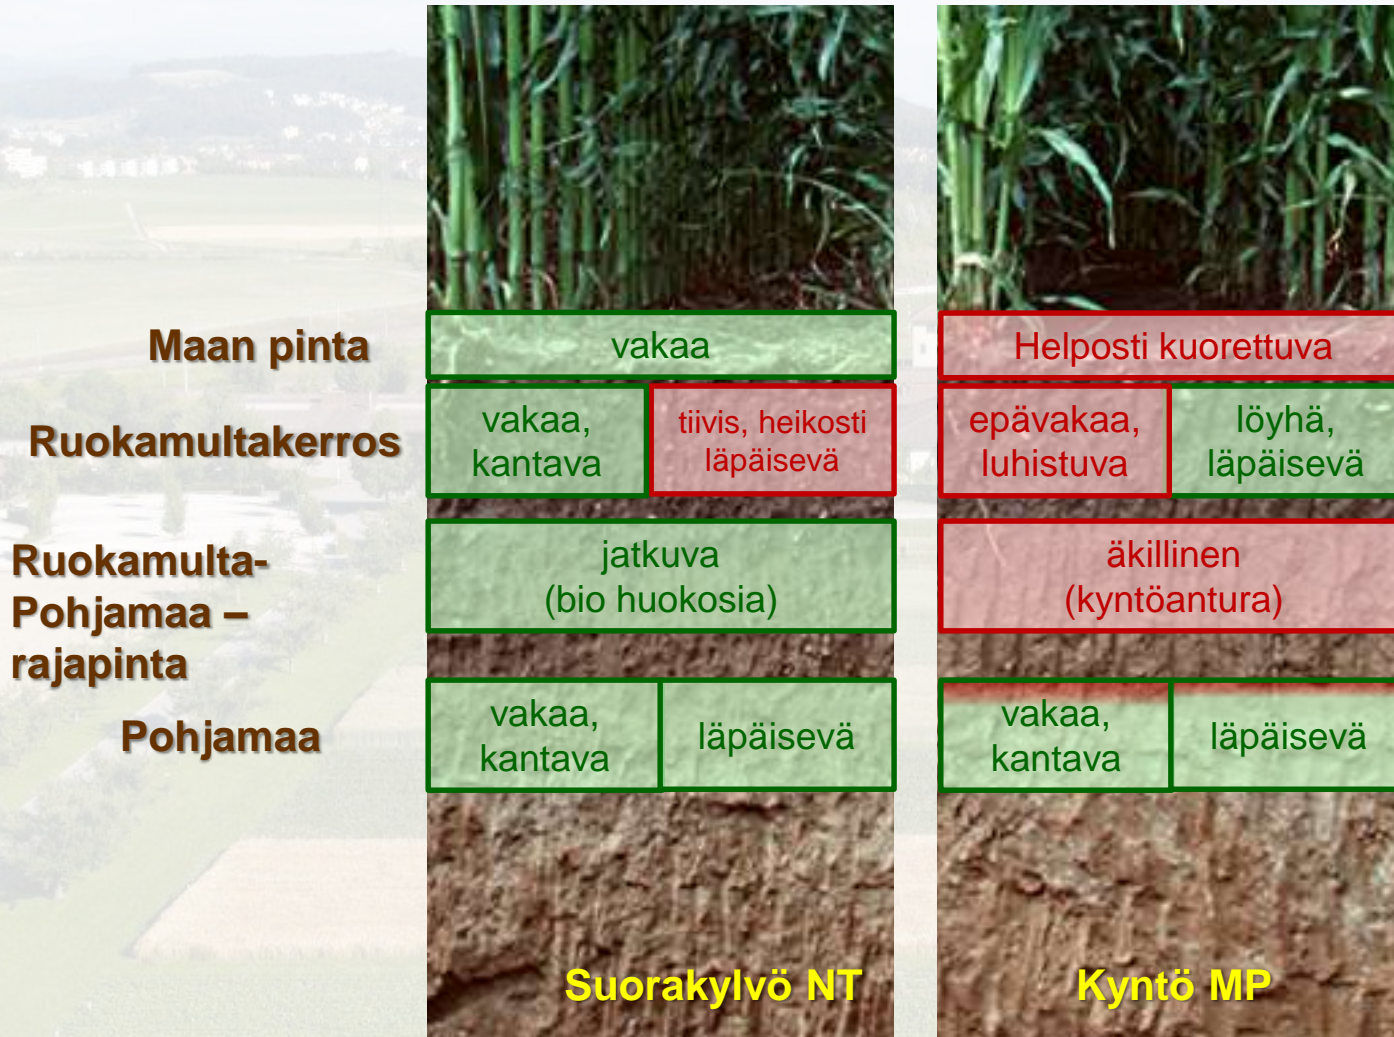 Maan pinta
vakaa
Helposti kuorettuva
Ruokamultakerros
vakaa,
kantava
tiivis, heikosti
läpäisevä
epävakaa,
luhistuva
löyhä,
läpäisevä
Ruokamulta-
Pohjamaa –
rajapinta
jatkuva
(bio huokosia)
äkillinen
(kyntöantura)
Pohjamaa
vakaa,
kantava
läpäisevä
vakaa,
kantava
läpäisevä
Suorakylvö NT
Kyntö MP